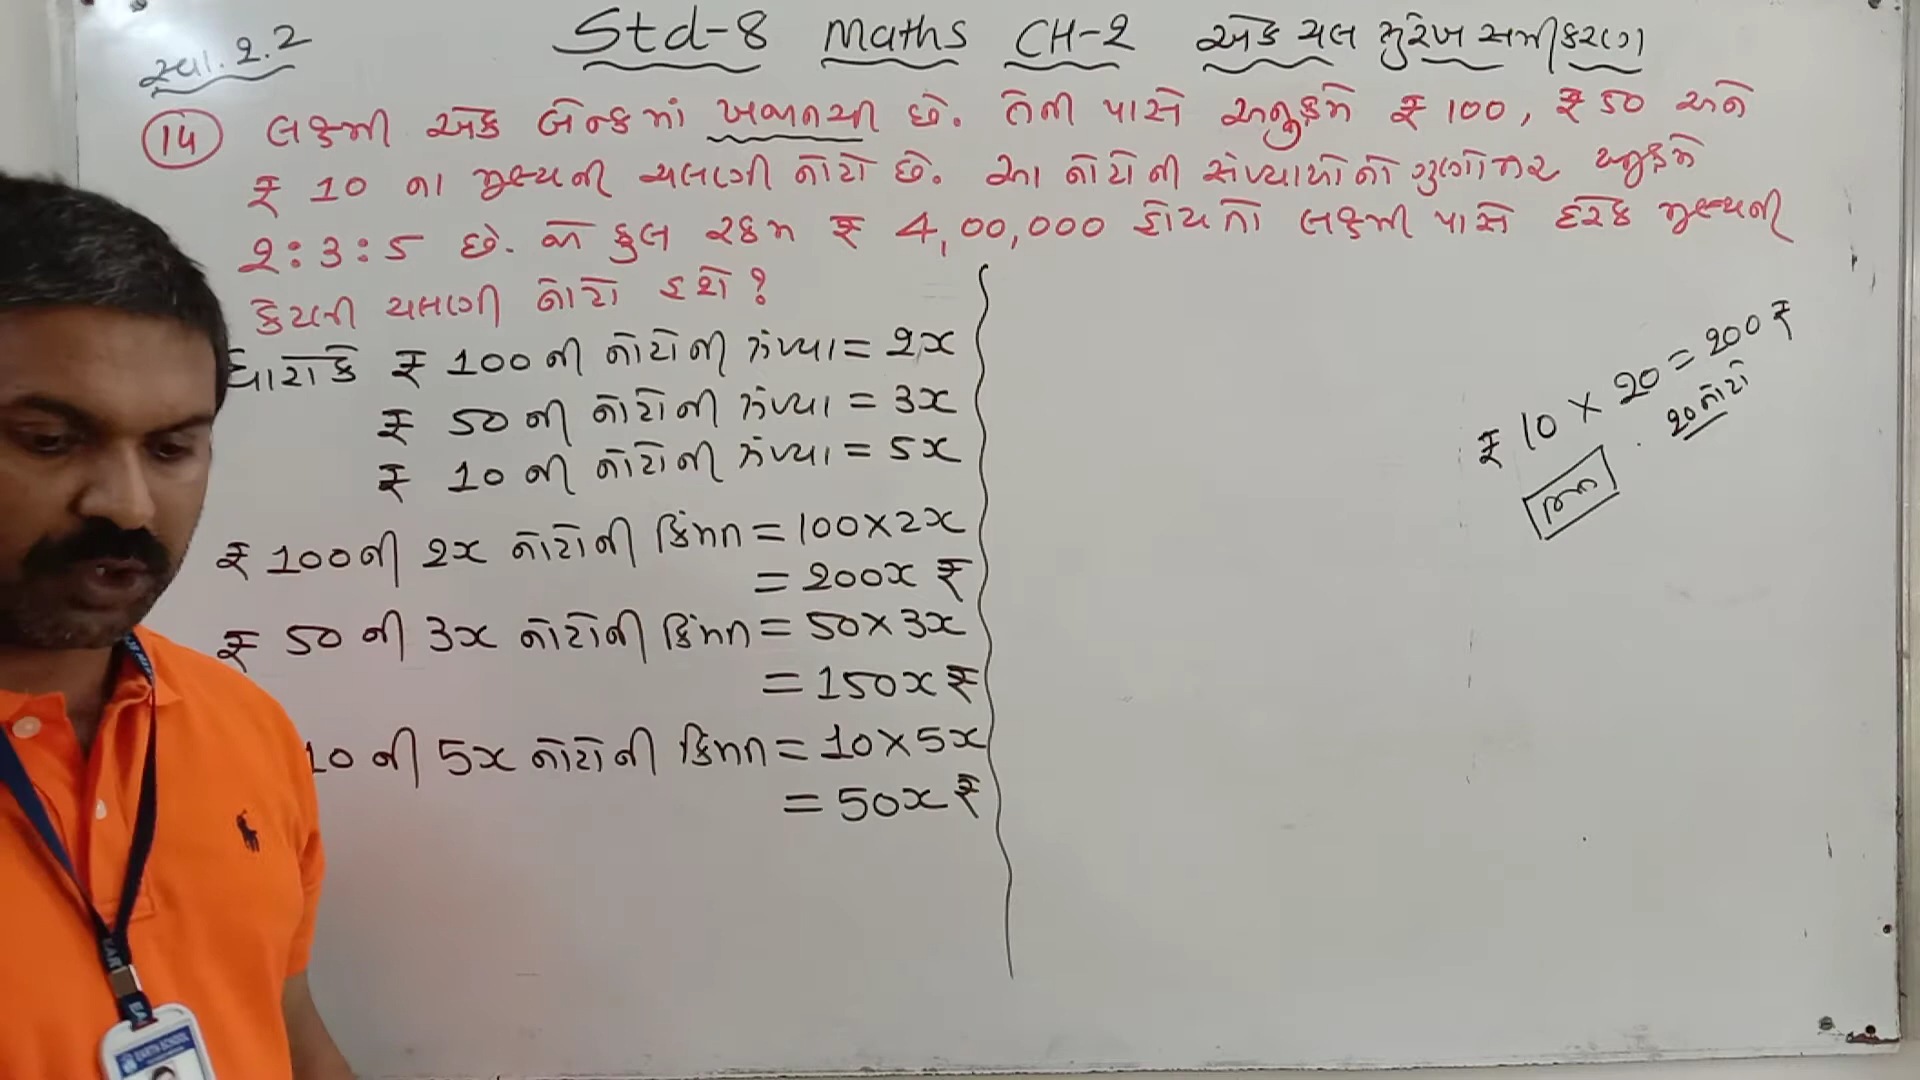 સ્વા. 2.2
Std-8 Maths CH-2 એક ચલ સુરેખ સમીકરણ
14 લક્ષ્મી એક બેન્કમાં ખજાનચી છે. તેની પાસે અનુક્રમે ₹ 100, ₹ 50 અને
₹ 10 ના મૂલ્યની ચલણી નોટો છે. આ નોટોની સંખ્યાઓનો ગુણોત્તર અનુક્રમે
2:3:5 છે. જો કુલ રકમ ₹ 4,00,000 હોય તો લક્ષ્મી પાસે દરેક મૂલ્યની
કેટલી ચલણી નોટો હશે?
ધારોકે ₹ 100ની નોટોની સંખ્યા = 2x
₹ 50 ની નોટોની સંખ્યા = 3x
₹ 10 ની નોટોની સંખ્યા = 5x
₹ 100ની 2x નોટોની કિંમત = 100×2x
= 200x ₹
₹ 50 ની 3x નોટોની કિંમત = 50×3x
= 150x ₹
10 ની 5x નોટોની કિંમત = 10×5x
= 50x ₹
₹ 10 × 20 = 200 ₹
20 નોટો